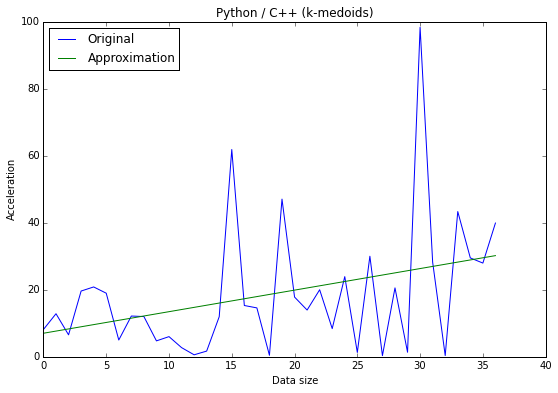 Python / C++ (k-medoids)
Original
Approximation
Acceleration
100
80
60
40
20
0
0 5 10 15 20 25 30 35 40
Data size